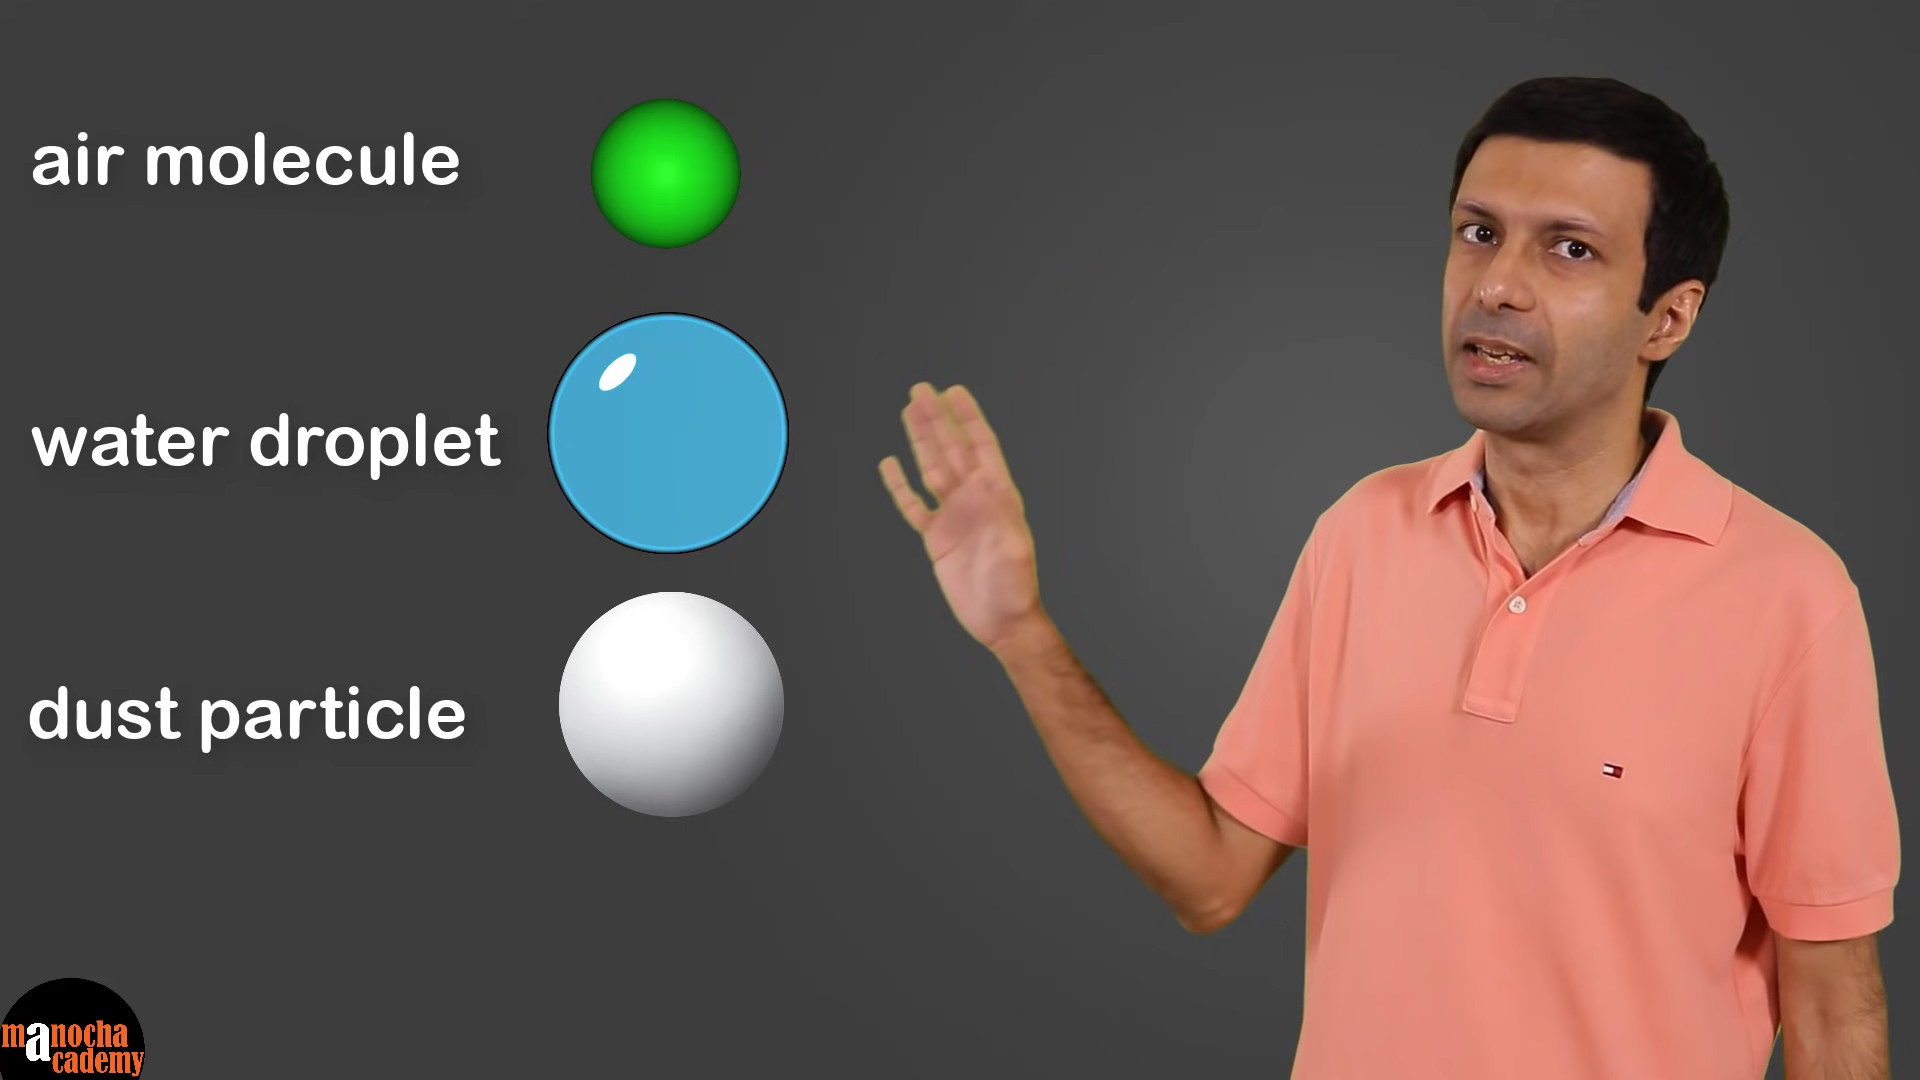 air molecule
water droplet
dust particle
manocha
academy